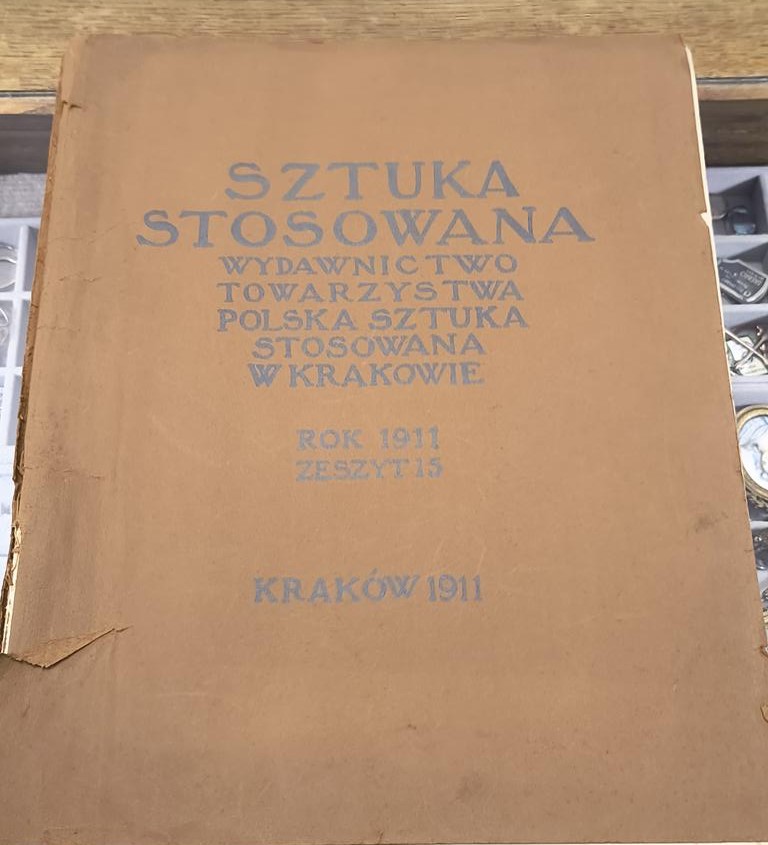 SZTUKA
STOSOWANA
WYDAWNICTWO
TOWARZYSTWA
POLSKA SZTUKA
STOSOWANA
W KRAKOWIE
ROK 1911
ZESZYT 15
KRAKÓW 1911